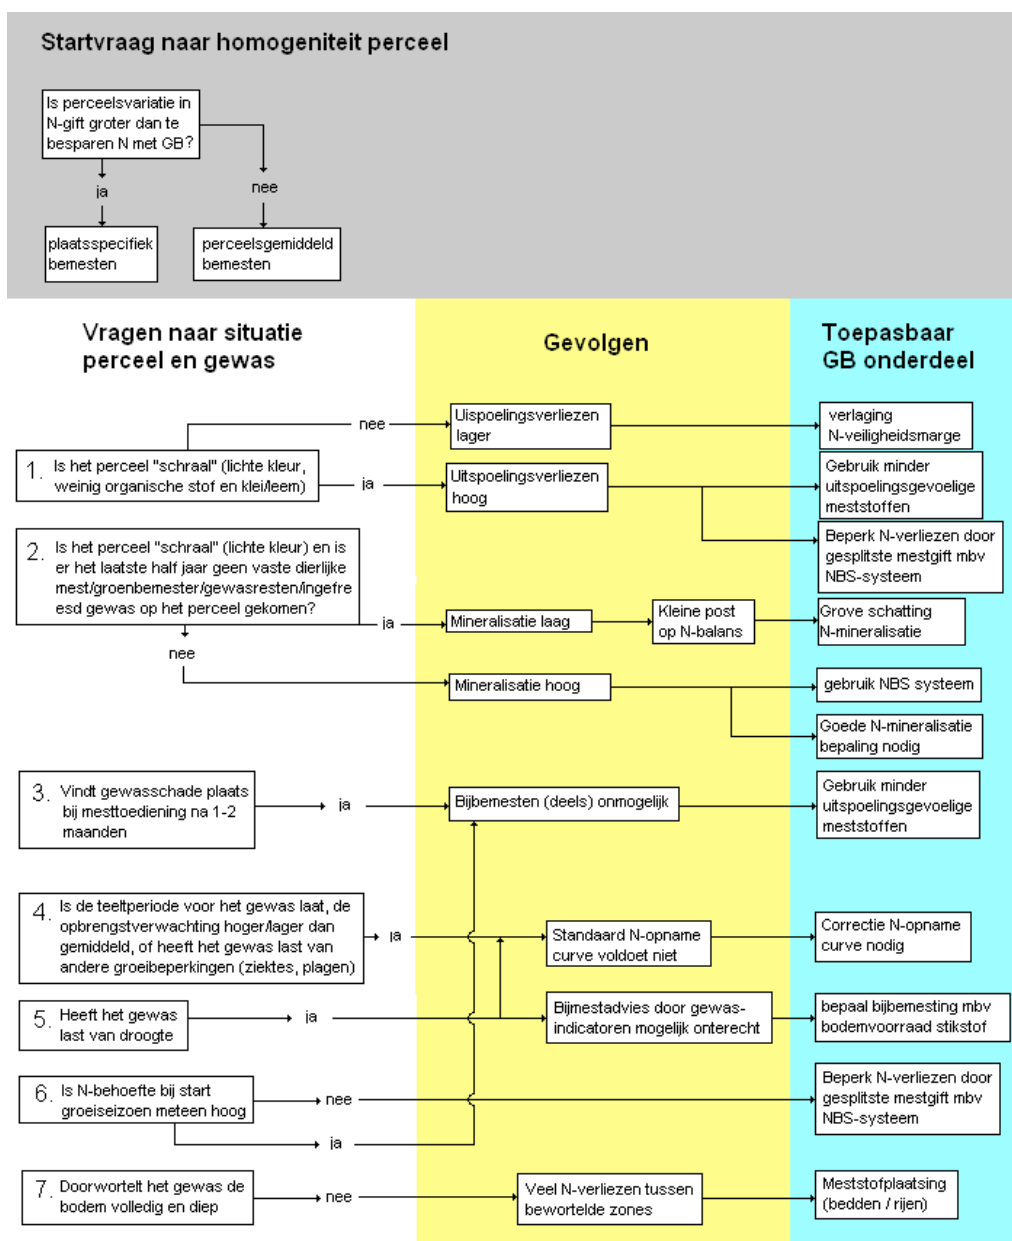 Startvraag naar homogeniteit perceel
Is perceelsvariatie in
N-gift groter dan te
besparen N met GB?
ja
nee
plaatsspecifiek
bemesten
perceelsgemiddeld
bemesten
Vragen naar situatie
perceel en gewas
Gevolgen
Toepasbaar
GB onderdeel
1. Is het perceel "schraal" (lichte kleur,
weinig organische stof en klei/leem)
nee
Uispoelingsverliezen
lager
verlaging
N-veiligheidsmarge
ja
Uitspoelingsverliezen
hoog
Gebruik minder
uitspoelingsgevoelige
meststoffen
Beperk N-verliezen door
gesplitste mestgift mbv
NBS-systeem
2. Is het perceel "schraal" (lichte kleur) en is
er het laatste half jaar geen vaste dierlijke
mest/groenbemester/gewasresten/ingefre
esd gewas op het perceel gekomen?
ja
Mineralisatie laag
Kleine post
op N-balans
Grove schatting
N-mineralisatie
nee
Mineralisatie hoog
gebruik NBS systeem
Goede N-mineralisatie
bepaling nodig
3. Vindt gewasschade plaats
bij mesttoediening na 1-2
maanden
ja
Bijbemesten (deels) onmogelijk
Gebruik minder
uitspoelingsgevoelige
meststoffen
4. Is de teeltperiode voor het gewas laat, de
opbrengstverwachting hoger/lager dan
gemiddeld, of heeft het gewas last van
andere groeibeperkingen (ziektes, plagen)
ja
Standaard N-opname
curve voldoet niet
Correctie N-opname
curve nodig
5. Heeft het gewas
last van droogte
ja
Bijmestadvies door gewas-
indicatoren mogelijk onterecht
bepaal bijbemesting mbv
bodemvoorraad stikstof
6. Is N-behoefte bij start
groeiseizoen meteen hoog
nee
Beperk N-verliezen door
gesplitste mestgift mbv
NBS-systeem
ja
7. Doorwortelt het gewas de
bodem volledig en diep
nee
Veel N-verliezen tussen
bewortelde zones
Meststofplaatsing
(bedden / rijen)